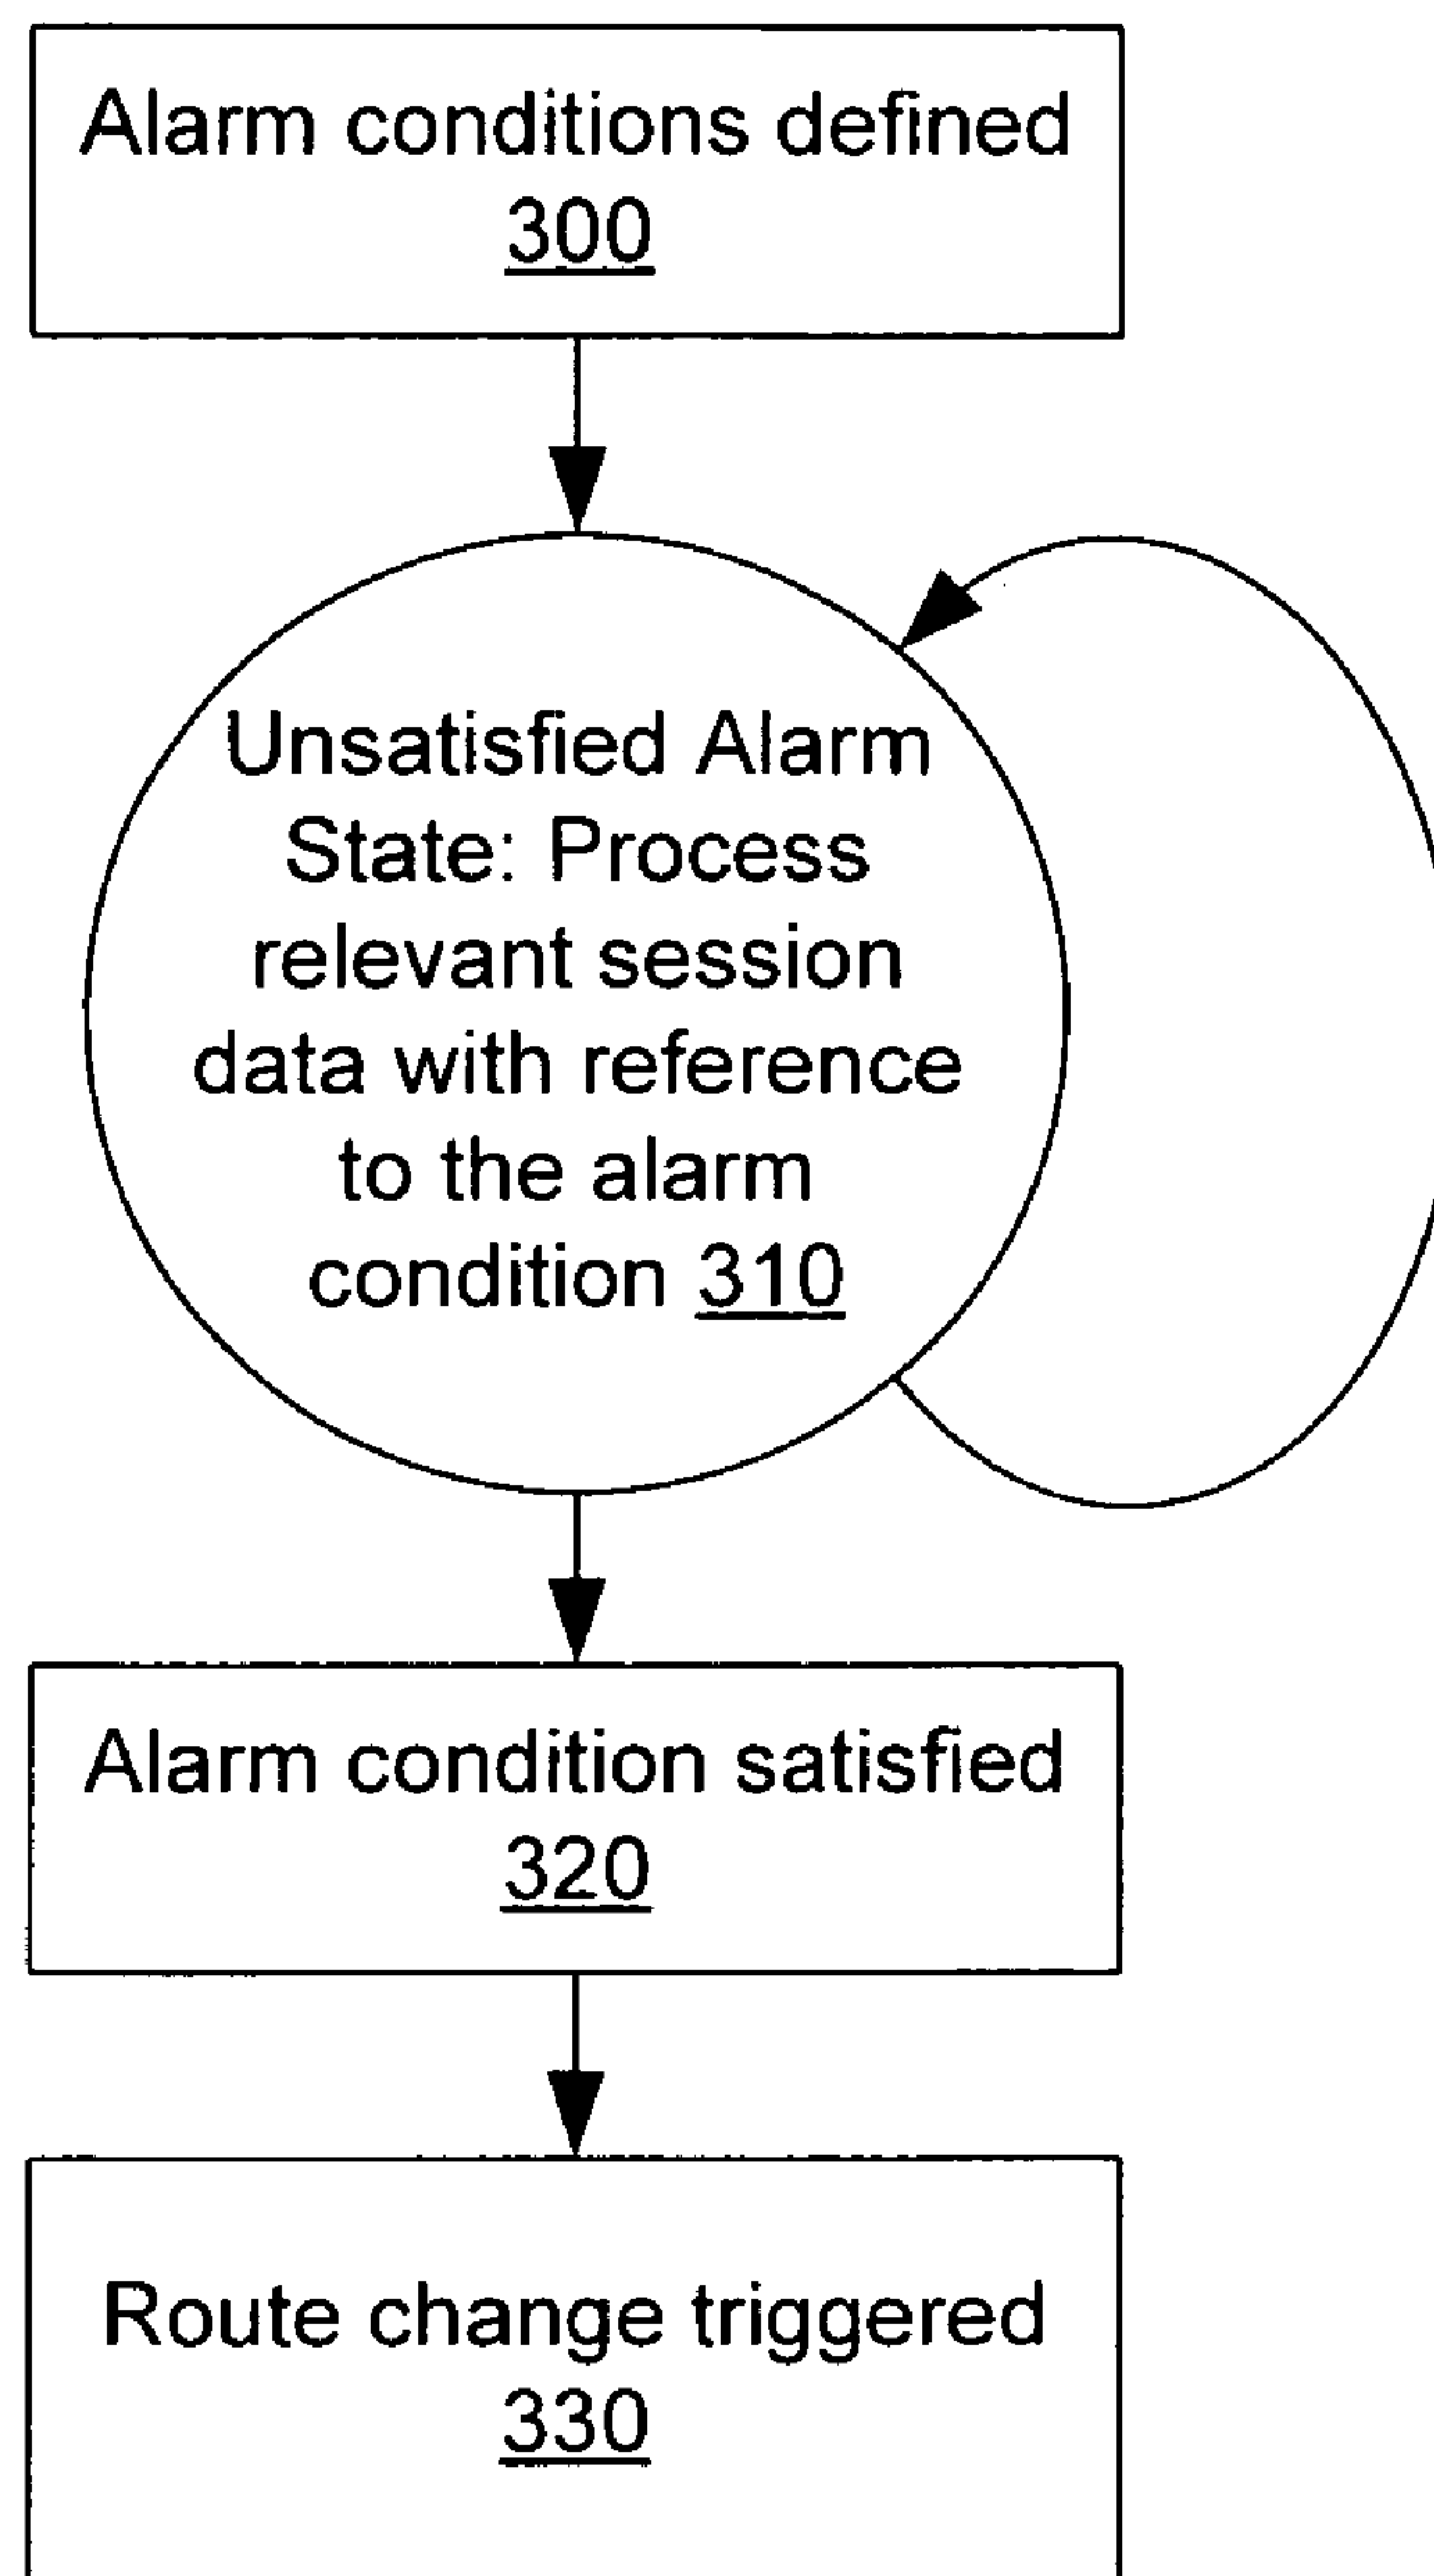 Alarm conditions defined
300
Unsatisfied Alarm
State: Process
relevant session
data with reference
to the alarm
condition 310
Alarm condition satisfied
320
Route change triggered
330